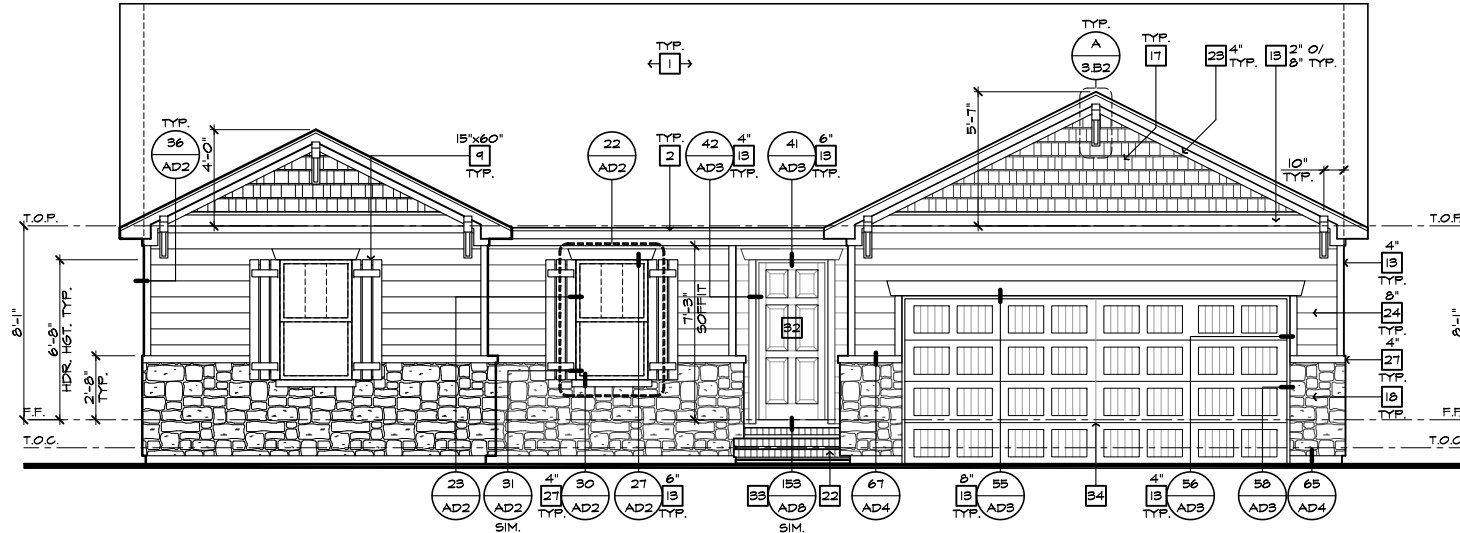 TYP.
A
3.B2
TYP.
17
23 4" TYP.
13 2" O/ 8" TYP.
TYP.
1
5'-7"
10" TYP.
TYP.
36
AD2
4'-0"
15"x60"
9
TYP.
22
AD2
TYP.
2
42
AD3
4"
13
TYP.
41
AD3
6"
13
TYP.
T.O.P.
T.O.P.
8'-1"
6'-8"
HDR. HGT. TYP.
2'-8"
TYP.
7'-3"
SOFFIT
32
4"
13
TYP.
8"
24
TYP.
4"
27
TYP.
18
TYP.
8'-1"
F.F.
F.F.
T.O.C.
T.O.C.
23
AD2
31
AD2
SIM.
4"
27
TYP.
30
AD2
27
AD2
6"
13
TYP.
33
153
AD8
SIM.
22
67
AD4
8"
13
TYP.
55
AD3
34
4"
13
TYP.
56
AD3
58
AD3
65
AD4